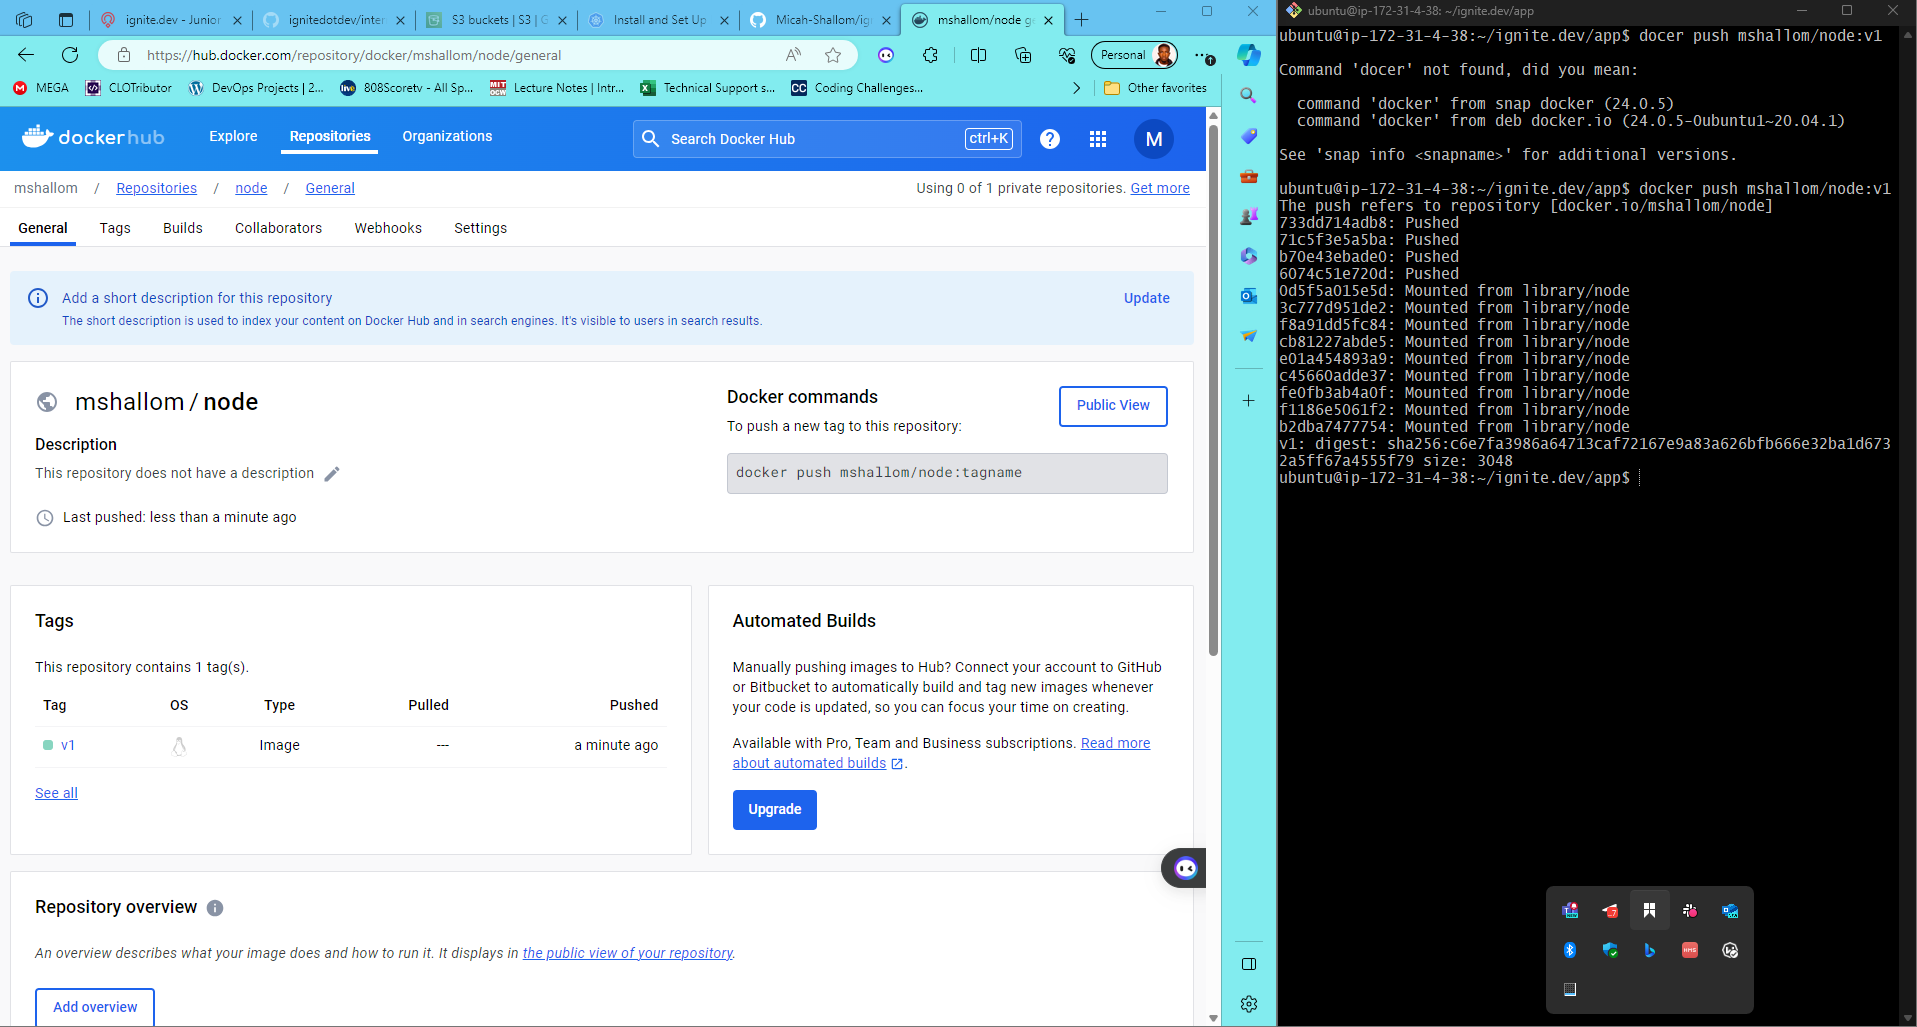 ignite.dev - Junior
ignitedotdev/inter
S3 buckets | S3 | G
Install and Set Up
Micah-Shallom/ig
mshallom/node ge
https://hub.docker.com/repository/docker/mshallom/node/general
Personal
MEGA
CLOTributor
DevOps Projects | 2...
808Scoretv - All Sp...
Lecture Notes | Intr...
Technical Support s...
Coding Challenges...
Other favorites
dockerhub
Explore
Repositories
Organizations
Search Docker Hub
ctrl+K
M
mshallom / Repositories / node / General
Using 0 of 1 private repositories. Get more
General
Tags
Builds
Collaborators
Webhooks
Settings
Add a short description for this repository
The short description is used to index your content on Docker Hub and in search engines. It's visible to users in search results.
Update
mshallom / node
Description
This repository does not have a description
Last pushed: less than a minute ago
Docker commands
To push a new tag to this repository:
Public View
docker push mshallom/node:tagname
Tags
This repository contains 1 tag(s).
Tag OS Type Pulled Pushed
v1 Image --- a minute ago
See all
Automated Builds
Manually pushing images to Hub? Connect your account to GitHub
or Bitbucket to automatically build and tag new images whenever
your code is updated, so you can focus your time on creating.
Available with Pro, Team and Business subscriptions. Read more
about automated builds .
Upgrade
Repository overview
An overview describes what your image does and how to run it. It displays in the public view of your repository.
Add overview
ubuntu@ip-172-31-4-38: ~/ignite.dev/app
ubuntu@ip-172-31-4-38:~/ignite.dev/app$ docer push mshallom/node:v1
Command 'docer' not found, did you mean:
command 'docker' from snap docker (24.0.5)
command 'docker' from deb docker.io (24.0.5-0ubuntu1~20.04.1)
See 'snap info <snapname>' for additional versions.
ubuntu@ip-172-31-4-38:~/ignite.dev/app$ docker push mshallom/node:v1
The push refers to repository [docker.io/mshallom/node]
733dd714adb8: Pushed
71c5f3e5a5ba: Pushed
b70e43ebade0: Pushed
6074c51e720d: Pushed
0d5f5a015e5d: Mounted from library/node
3c777d951de2: Mounted from library/node
f8a91dd5fc84: Mounted from library/node
cb81227abde5: Mounted from library/node
e01a454893a9: Mounted from library/node
c45660adde37: Mounted from library/node
fe0fb3ab4a0f: Mounted from library/node
f1186e5061f2: Mounted from library/node
b2dba7477754: Mounted from library/node
v1: digest: sha256:c6e7fa3986a64713caf72167e9a83a626bfb666e32ba1d673
2a5ff67a4555f79 size: 3048
ubuntu@ip-172-31-4-38:~/ignite.dev/app$